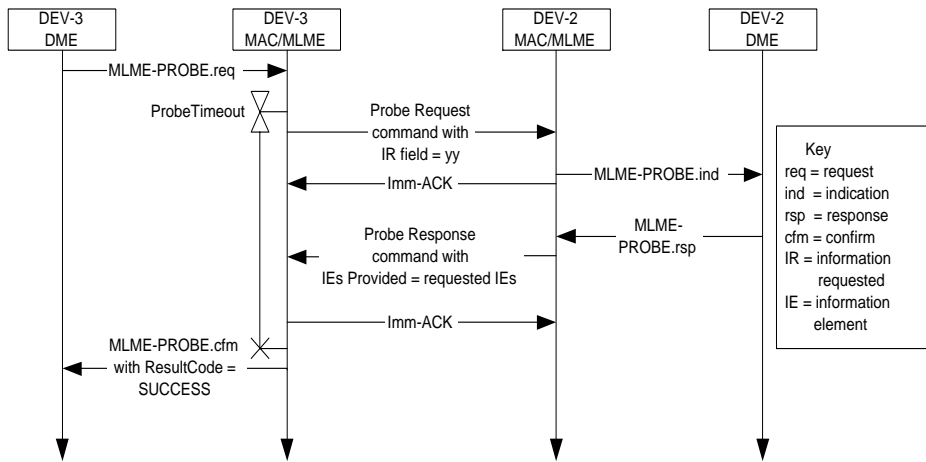 DEV-3
DME
DEV-3
MAC/MLME
DEV-2
MAC/MLME
DEV-2
DME
MLME-PROBE.req
ProbeTimeout
Probe Request
command with
IR field = yy
MLME-PROBE.ind
Imm-ACK
MLME-
PROBE.rsp
Probe Response
command with
IEs Provided = requested IEs
Imm-ACK
MLME-PROBE.cfm
with ResultCode =
SUCCESS
Key
req = request
ind = indication
rsp = response
cfm = confirm
IR = information
requested
IE = information
element